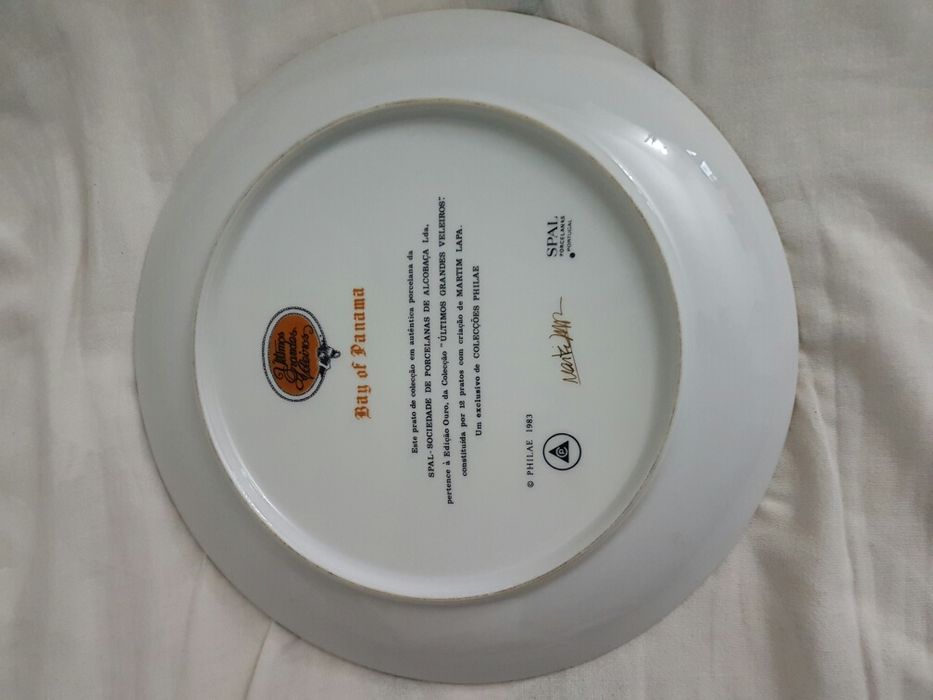 Últimos
Grandes
Veleiros
Bay of Panama
Este prato de colecção em autêntica porcelana da
SPAL-SOCIEDADE DE PORCELANAS DE ALCOBAÇA Lda.
pertence à Edição Ouro, da Colecção "ÚLTIMOS GRANDES VELEIROS",
constituída por 12 pratos com criação de MARTIM LAPA.
Um exclusivo de COLECÇÕES PHILAE
© PHILAE 1983
SPAL
PORCELANAS
PORTUGAL